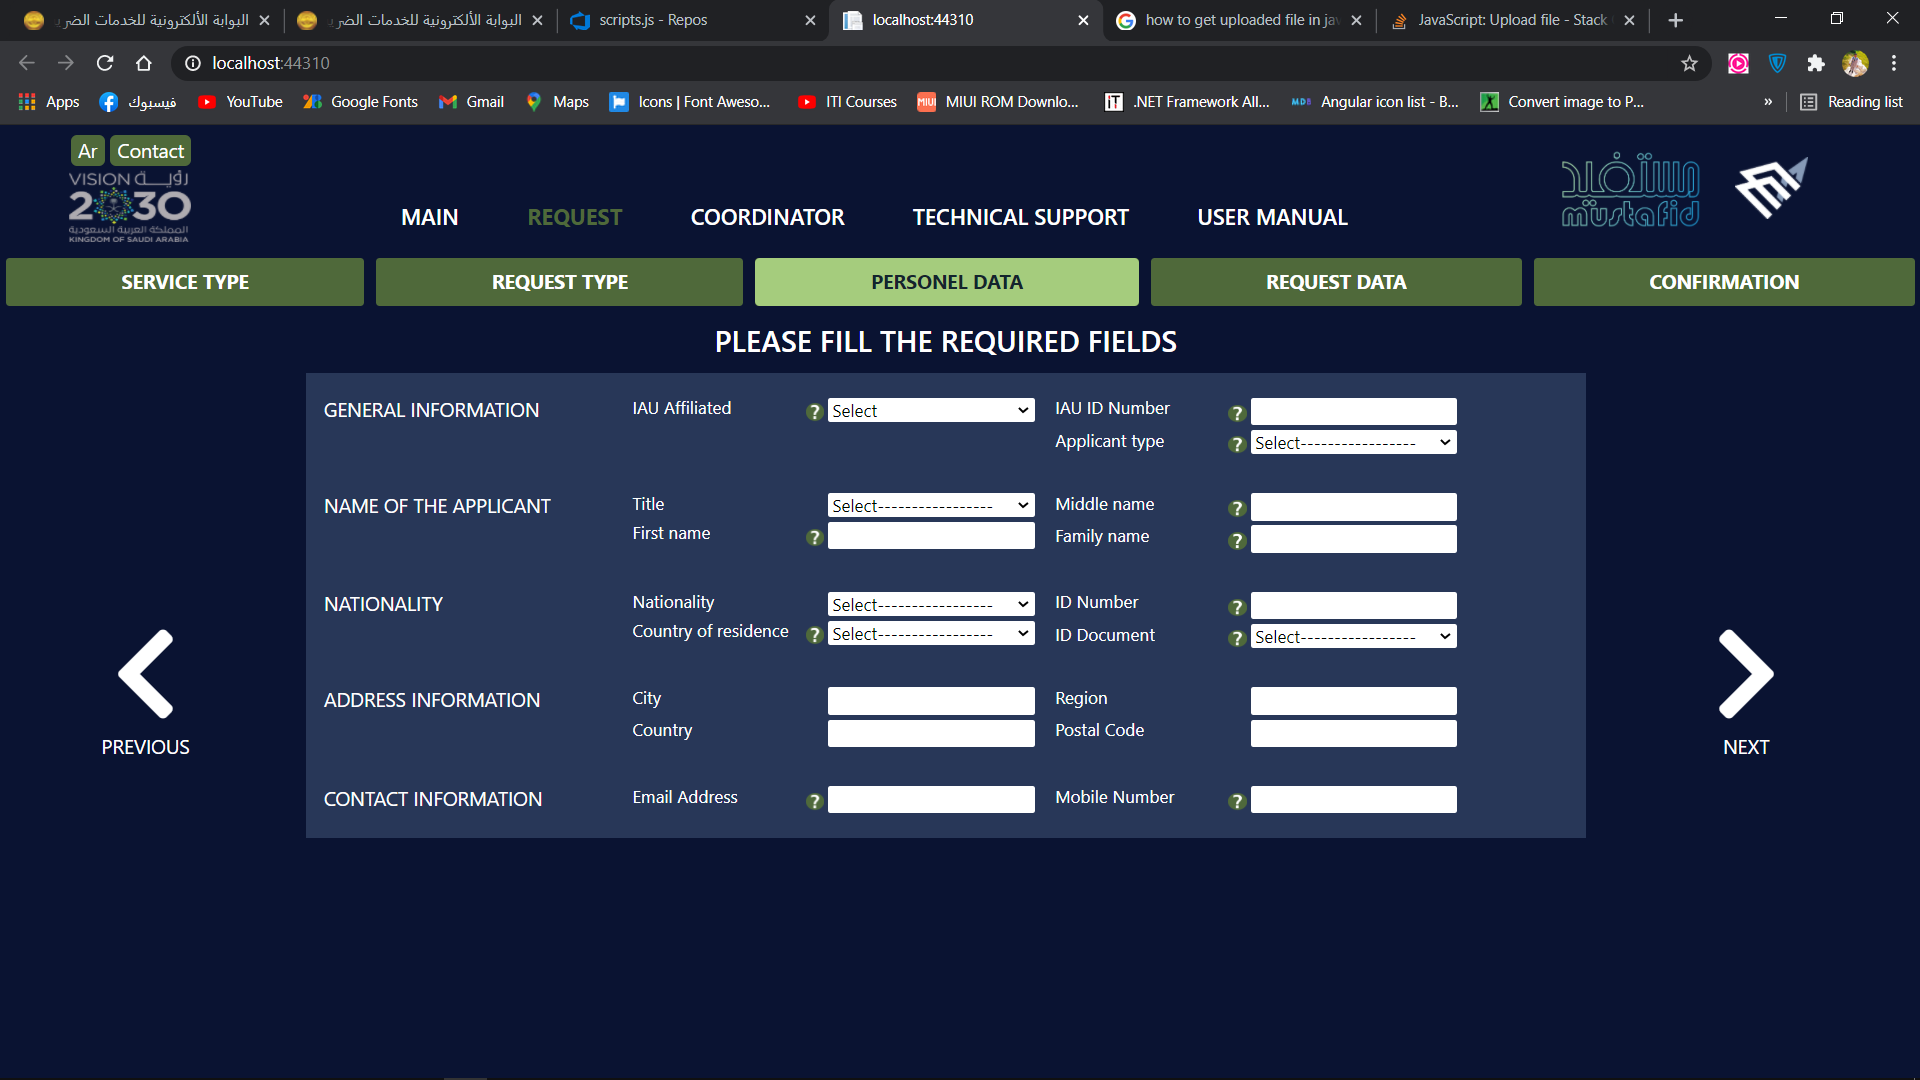 البوابة الألكترونية للخدمات الضري
البوابة الألكترونية للخدمات الضري
scripts.js - Repos
localhost:44310
how to get uploaded file in jav
JavaScript: Upload file - Stack
localhost:44310
Apps
فيسبوك
YouTube
Google Fonts
Gmail
Maps
Icons | Font Aweso...
ITI Courses
MIUI ROM Downlo...
.NET Framework All...
Angular icon list - B...
Convert image to P...
»
Reading list
Ar Contact
VISION رؤيــة
2030
المملكة العربية السعودية
KINGDOM OF SAUDI ARABIA
MAIN
REQUEST
COORDINATOR
TECHNICAL SUPPORT
USER MANUAL
مستفيد
mustafid
SERVICE TYPE
REQUEST TYPE
PERSONEL DATA
REQUEST DATA
CONFIRMATION
PLEASE FILL THE REQUIRED FIELDS
GENERAL INFORMATION
IAU Affiliated ? Select
IAU ID Number ?
Applicant type ? Select-----------------
NAME OF THE APPLICANT
Title Select-----------------
Middle name ?
First name ?
Family name ?
NATIONALITY
Nationality Select-----------------
ID Number ?
Country of residence ? Select-----------------
ID Document ? Select-----------------
ADDRESS INFORMATION
City
Region
Country
Postal Code
CONTACT INFORMATION
Email Address ?
Mobile Number ?
PREVIOUS
NEXT